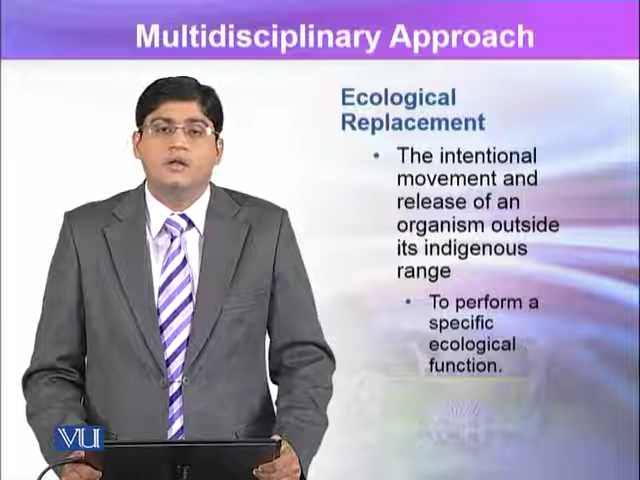 Multidisciplinary Approach
Ecological
Replacement
• The intentional
movement and
release of an
organism outside
its indigenous
range
• To perform a
specific
ecological
function.
VU